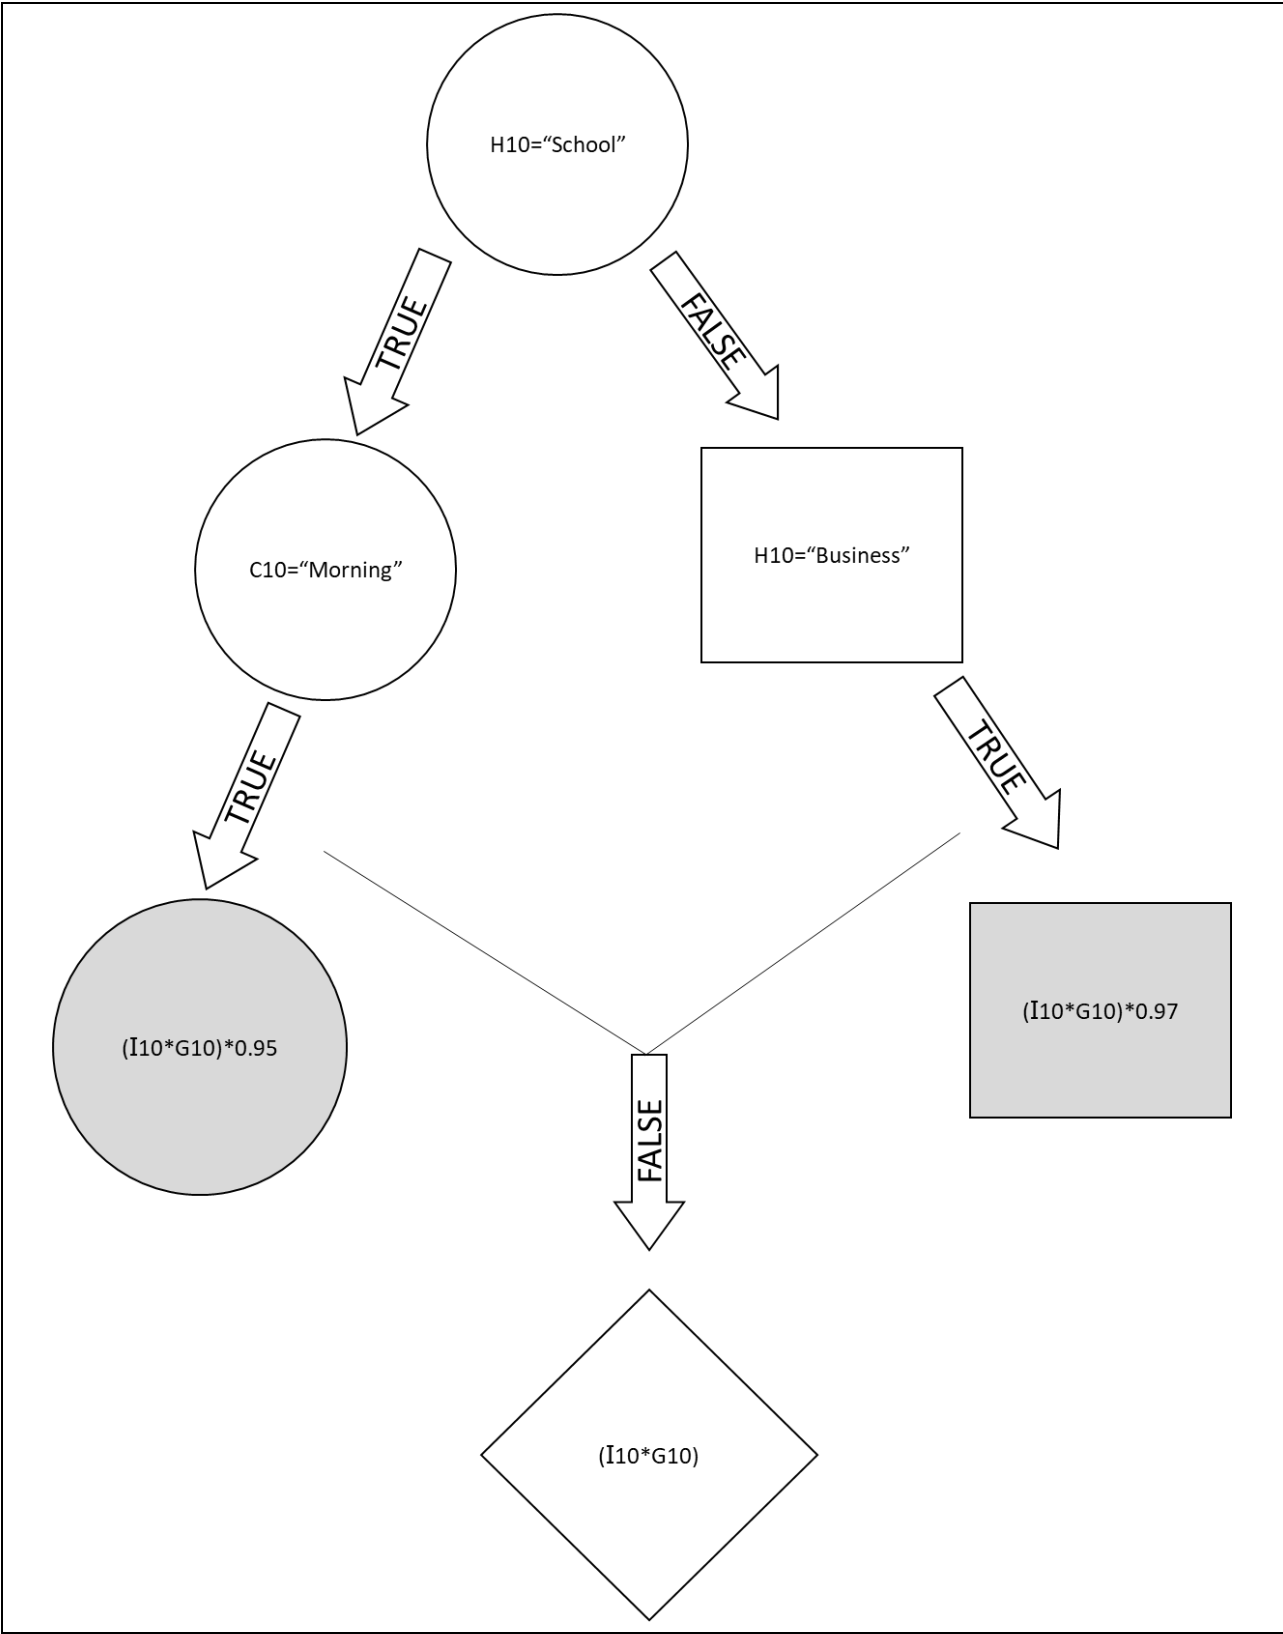 H10=“School”
TRUE
FALSE
C10=“Morning”
H10=“Business”
TRUE
TRUE
(I10*G10)*0.95
(I10*G10)*0.97
FALSE
(I10*G10)